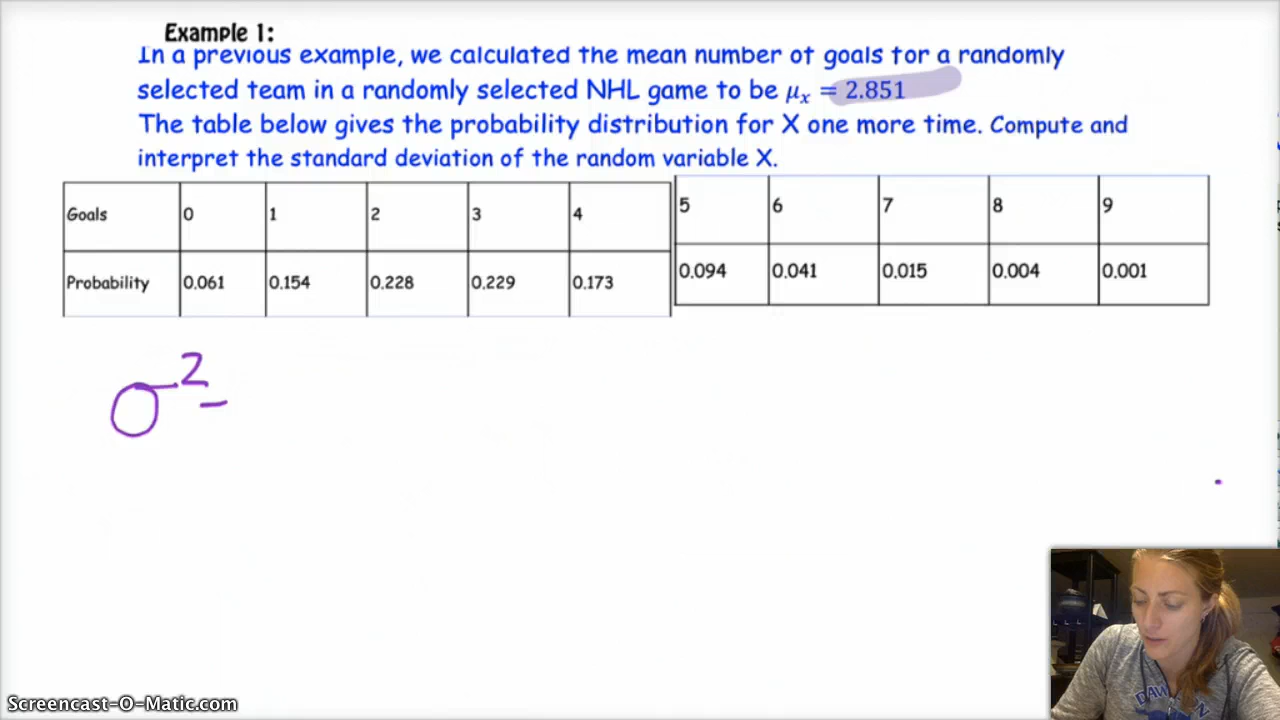 Example 1:
In a previous example, we calculated the mean number of goals for a randomly
selected team in a randomly selected NHL game to be μₓ = 2.851
The table below gives the probability distribution for X one more time. Compute and
interpret the standard deviation of the random variable X.
Goals 0 1 2 3 4 5 6 7 8 9
Probability 0.061 0.154 0.228 0.229 0.173 0.094 0.041 0.015 0.004 0.001
σ² -
Screencast-O-Matic.com